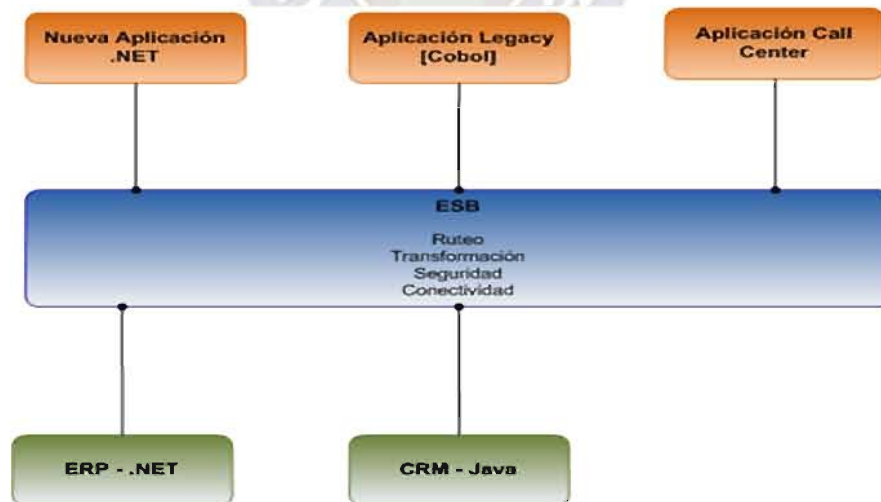 Nueva Aplicación
.NET
Aplicación Legacy
[Cobol]
Aplicación Call
Center
ESB
Ruteo
Transformación
Seguridad
Conectividad
ERP - .NET
CRM - Java